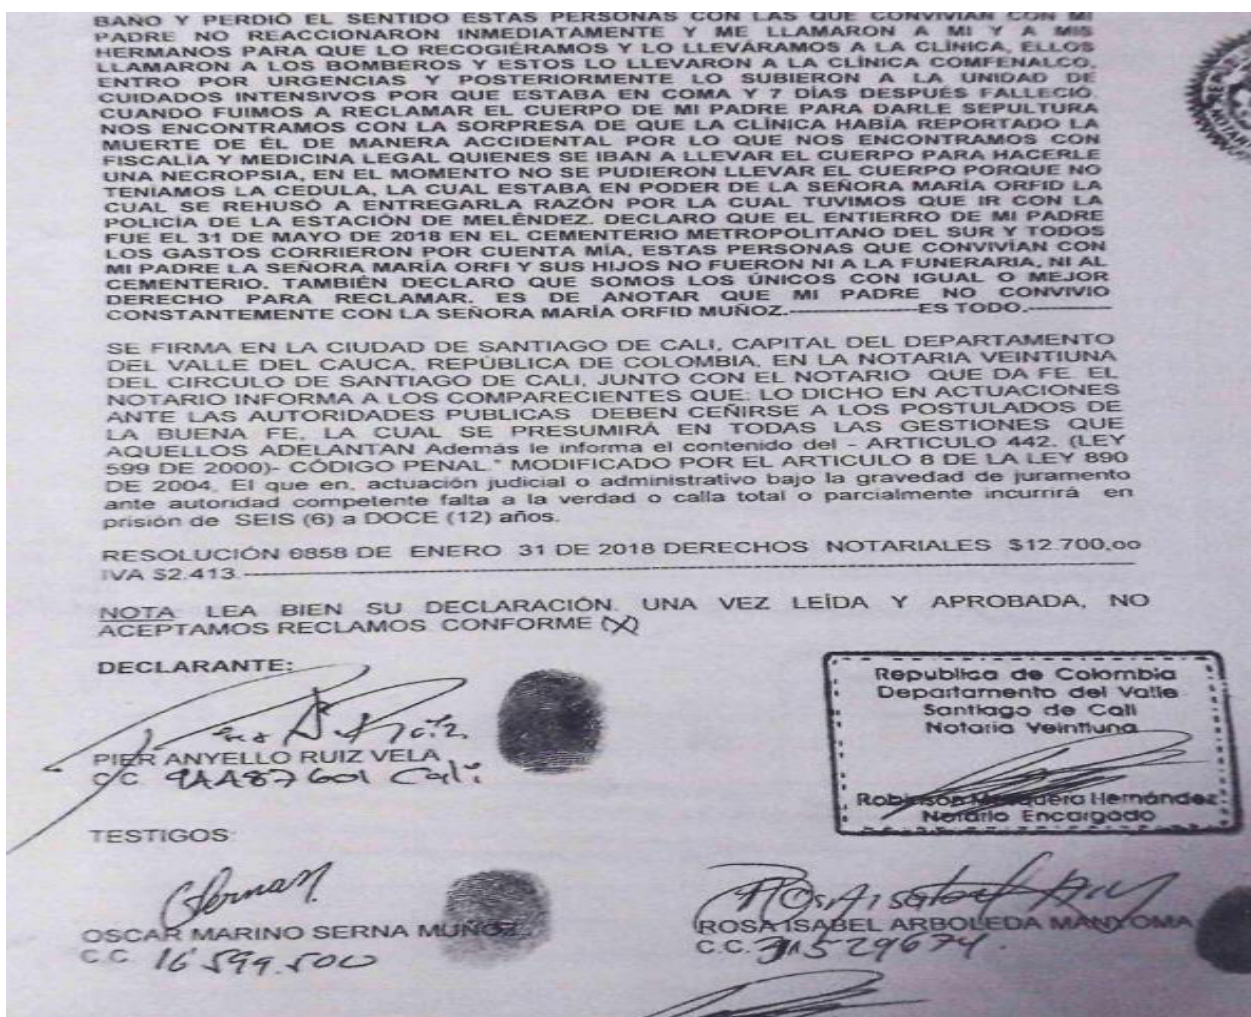 BAÑO Y PERDIÓ EL SENTIDO ESTAS PERSONAS CON LAS QUE CONVIVIAN CON MI
PADRE NO REACCIONARON INMEDIATAMENTE Y ME LLAMARON A MI Y A MIS
HERMANOS PARA QUE LO RECOGIÉRAMOS Y LO LLEVÁRAMOS A LA CLÍNICA, ELLOS
LLAMARON A LOS BOMBEROS Y ESTOS LO LLEVARON A LA CLÍNICA COMFENALCO,
ENTRO POR URGENCIAS Y POSTERIORMENTE LO SUBIERON A LA UNIDAD DE
CUIDADOS INTENSIVOS POR QUE ESTABA EN COMA Y 7 DÍAS DESPUÉS FALLECIÓ.
CUANDO FUIMOS A RECLAMAR EL CUERPO DE MI PADRE PARA DARLE SEPULTURA
NOS ENCONTRAMOS CON LA SORPRESA DE QUE LA CLÍNICA HABÍA REPORTADO LA
MUERTE DE ÉL DE MANERA ACCIDENTAL POR LO QUE NOS ENCONTRAMOS CON
FISCALÍA Y MEDICINA LEGAL QUIENES SE IBAN A LLEVAR EL CUERPO PARA HACERLE
UNA NECROPSIA, EN EL MOMENTO NO SE PUDIERON LLEVAR EL CUERPO PORQUE NO
TENÍAMOS LA CEDULA, LA CUAL ESTABA EN PODER DE LA SEÑORA MARÍA ORFID LA
CUAL SE REHUSÓ A ENTREGARLA RAZÓN POR LA CUAL TUVIMOS QUE IR CON LA
POLICÍA DE LA ESTACIÓN DE MELÉNDEZ. DECLARO QUE EL ENTIERRO DE MI PADRE
FUE EL 31 DE MAYO DE 2018 EN EL CEMENTERIO METROPOLITANO DEL SUR Y TODOS
LOS GASTOS CORRIERON POR CUENTA MÍA, ESTAS PERSONAS QUE CONVIVÍAN CON
MI PADRE LA SEÑORA MARÍA ORFI Y SUS HIJOS NO FUERON NI A LA FUNERARIA, NI AL
CEMENTERIO. TAMBIÉN DECLARO QUE SOMOS LOS ÚNICOS CON IGUAL O MEJOR
DERECHO PARA RECLAMAR. ES DE ANOTAR QUE MI PADRE NO CONVIVIO
CONSTANTEMENTE CON LA SEÑORA MARÍA ORFID MUÑOZ.----------------ES TODO.----------
SE FIRMA EN LA CIUDAD DE SANTIAGO DE CALI, CAPITAL DEL DEPARTAMENTO
DEL VALLE DEL CAUCA, REPÚBLICA DE COLOMBIA, EN LA NOTARIA VEINTIUNA
DEL CIRCULO DE SANTIAGO DE CALI, JUNTO CON EL NOTARIO QUE DA FE. EL
NOTARIO INFORMA A LOS COMPARECIENTES QUE: LO DICHO EN ACTUACIONES
ANTE LAS AUTORIDADES PUBLICAS DEBEN CEÑIRSE A LOS POSTULADOS DE
LA BUENA FE, LA CUAL SE PRESUMIRÁ EN TODAS LAS GESTIONES QUE
AQUELLOS ADELANTAN Además le informa el contenido del - ARTICULO 442. (LEY
599 DE 2000)- CÓDIGO PENAL." MODIFICADO POR EL ARTICULO 8 DE LA LEY 890
DE 2004, El que en, actuación judicial o administrativo bajo la gravedad de juramento
ante autoridad competente falta a la verdad o calla total o parcialmente incurrirá en
prisión de SEIS (6) a DOCE (12) años.
RESOLUCIÓN 0858 DE ENERO 31 DE 2018 DERECHOS NOTARIALES $12.700,oo
IVA $2.413.----------
NOTA LEA BIEN SU DECLARACIÓN. UNA VEZ LEÍDA Y APROBADA, NO
ACEPTAMOS RECLAMOS CONFORME (X)
DECLARANTE:
PIER ANYELLO RUIZ VELA
C.C. 94487601 Cali
Republica de Colombia
Departamento del Valle
Santiago de Cali
Notaria Veintiuna
Robinson Mosquera Hernández
Notario Encargado
TESTIGOS:
OSCAR MARINO SERNA MUÑOZ
C.C. 16'599.500
ROSA ISABEL ARBOLEDA MANYOMA
C.C.